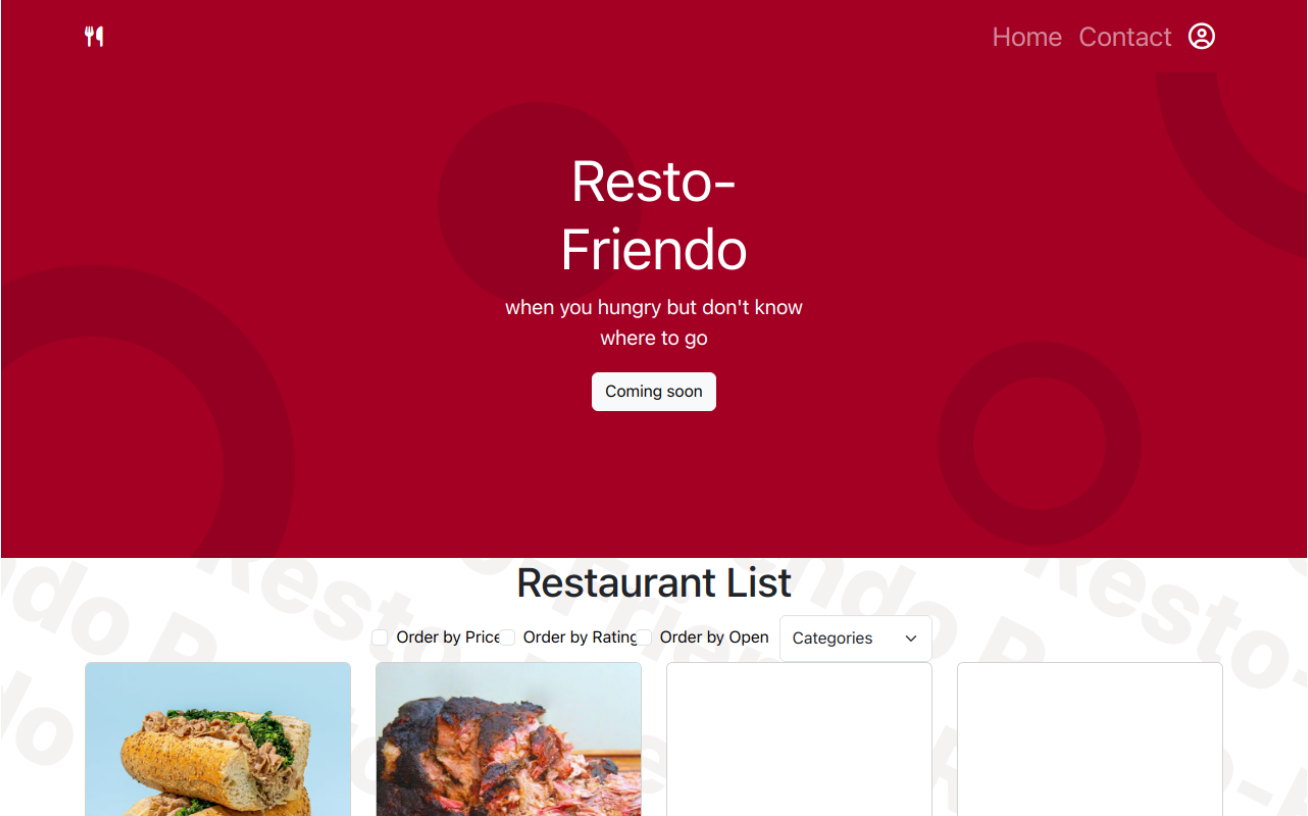 Home Contact
Resto-
Friendo
when you hungry but don't know
where to go
Coming soon
Restaurant List
Order by Price Order by Rating Order by Open Categories